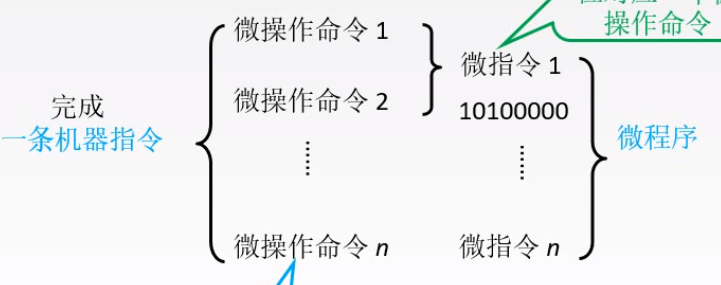 操作命令
微操作命令 1
微指令 1
完成
微操作命令 2
10100000
一条机器指令
微程序
微操作命令 n
微指令 n